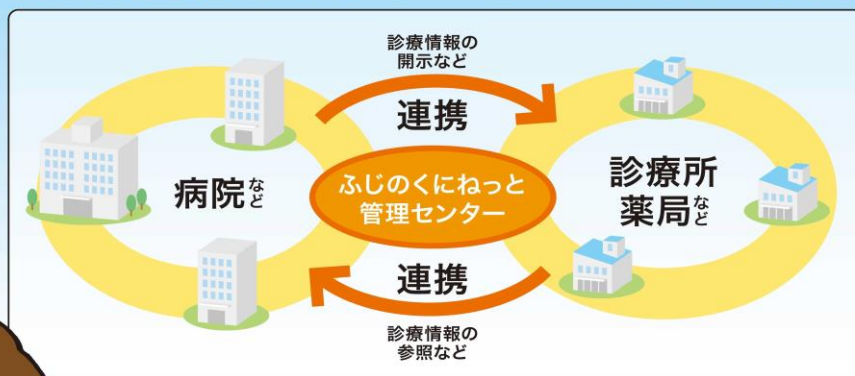 診療情報の
開示など
連携
病院など
ふじのくにねっと
管理センター
診療所
薬局など
連携
診療情報の
参照など